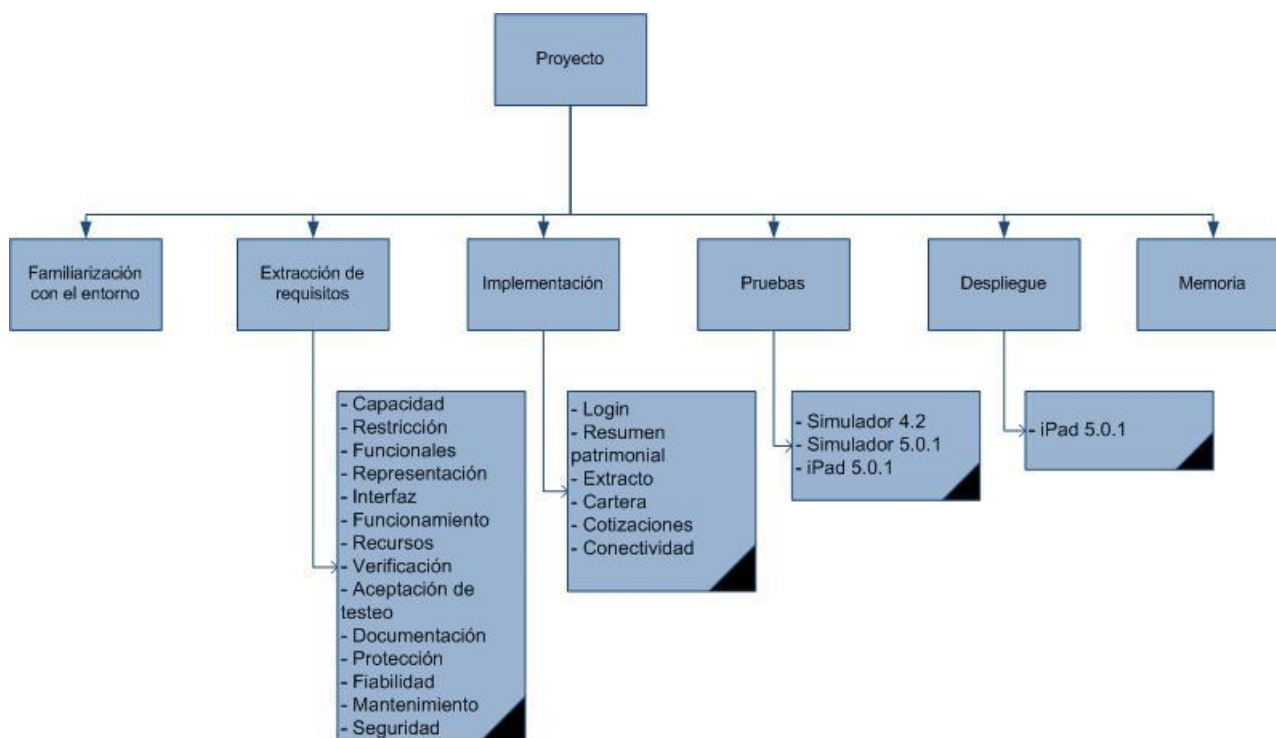 Proyecto
Familiarización
con el entorno
Extracción de
requisitos
Implementación
Pruebas
Despliegue
Memoria
- Capacidad
- Restricción
- Funcionales
- Representación
- Interfaz
- Funcionamiento
- Recursos
- Verificación
- Aceptación de
testeo
- Documentación
- Protección
- Fiabilidad
- Mantenimiento
- Seguridad
- Login
- Resumen
patrimonial
- Extracto
- Cartera
- Cotizaciones
- Conectividad
- Simulador 4.2
- Simulador 5.0.1
- iPad 5.0.1
- iPad 5.0.1